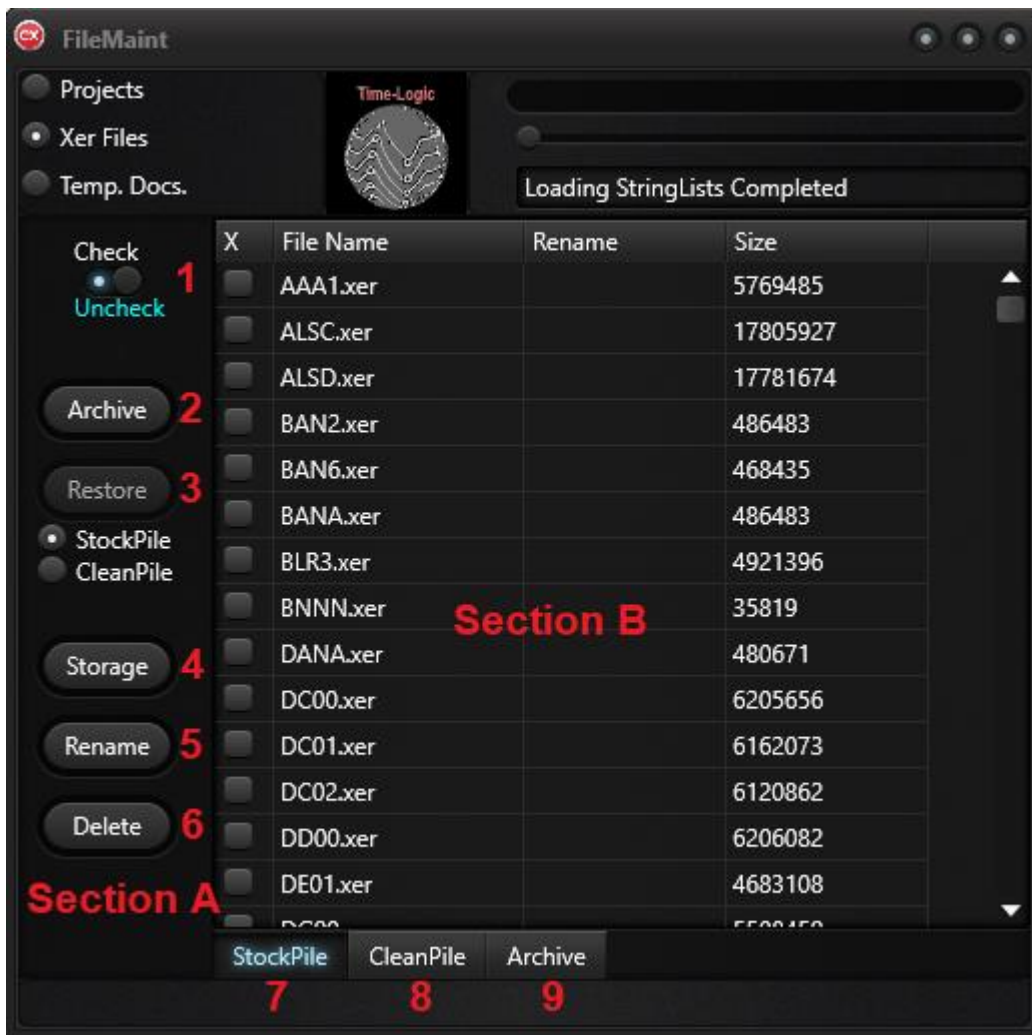 CX FileMaint
Projects
Time-Logic
Xer Files
Temp. Docs.
Loading StringLists Completed
Check
1
Uncheck
X File Name Rename Size
AAA1.xer 5769485
ALSC.xer 17805927
ALSD.xer 17781674
Archive 2
BAN2.xer 486483
BAN6.xer 468435
Restore 3
BANA.xer 486483
StockPile
CleanPile
BLR3.xer 4921396
BNNN.xer 35819
Section B
Storage 4
DANA.xer 480671
DC00.xer 6205656
Rename 5
DC01.xer 6162073
DC02.xer 6120862
Delete 6
DD00.xer 6206082
DE01.xer 4683108
Section A
StockPile CleanPile Archive
7 8 9